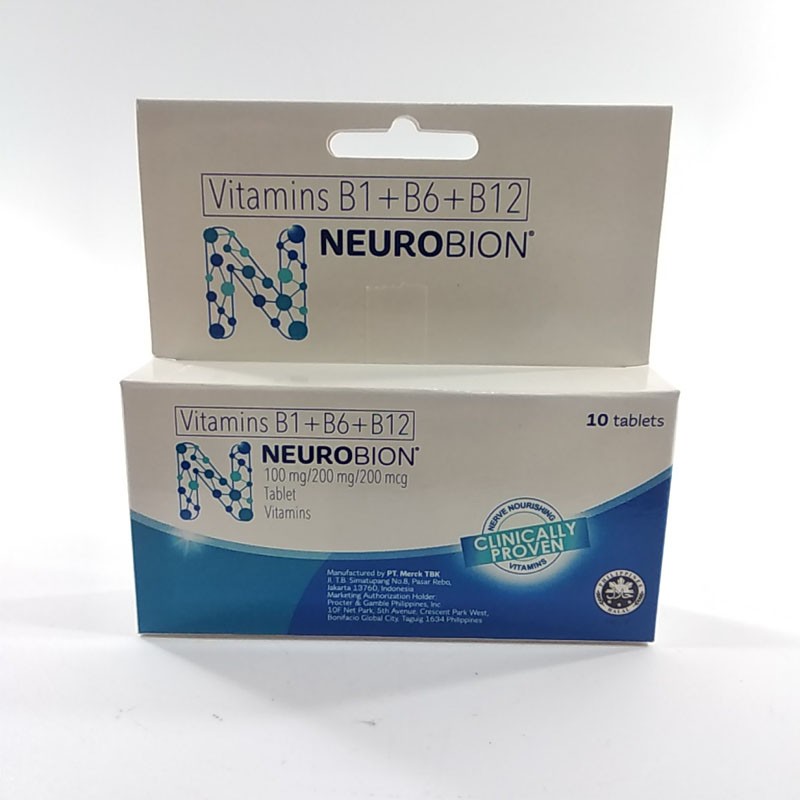 Vitamins B1+B6+B12
NEUROBION®
Vitamins B1+B6+B12
10 tablets
NEUROBION®
100 mg/200 mg/200 mcg
Tablet
Vitamins
NERVE NOURISHING
CLINICALLY
PROVEN
VITAMINS
Manufactured by PT. Merck TBK
Jl. T.B. Simatupang No.8, Pasar Rebo,
Jakarta 13760, Indonesia
Marketing Authorization Holder:
Procter & Gamble Philippines, Inc
10F Net Park, 5th Avenue, Crescent Park West,
Bonifacio Global City, Taguig 1634 Philippines
PHILIPPINES
حلال
HALAL